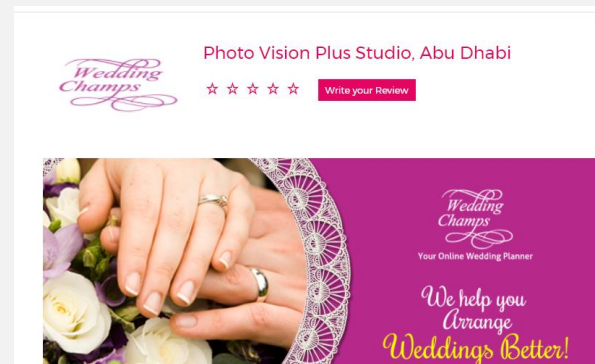 Wedding
Champs
Photo Vision Plus Studio, Abu Dhabi
Write your Review
Wedding
Champs
Your Online Wedding Planner
We help you
Arrange
Weddings Better!